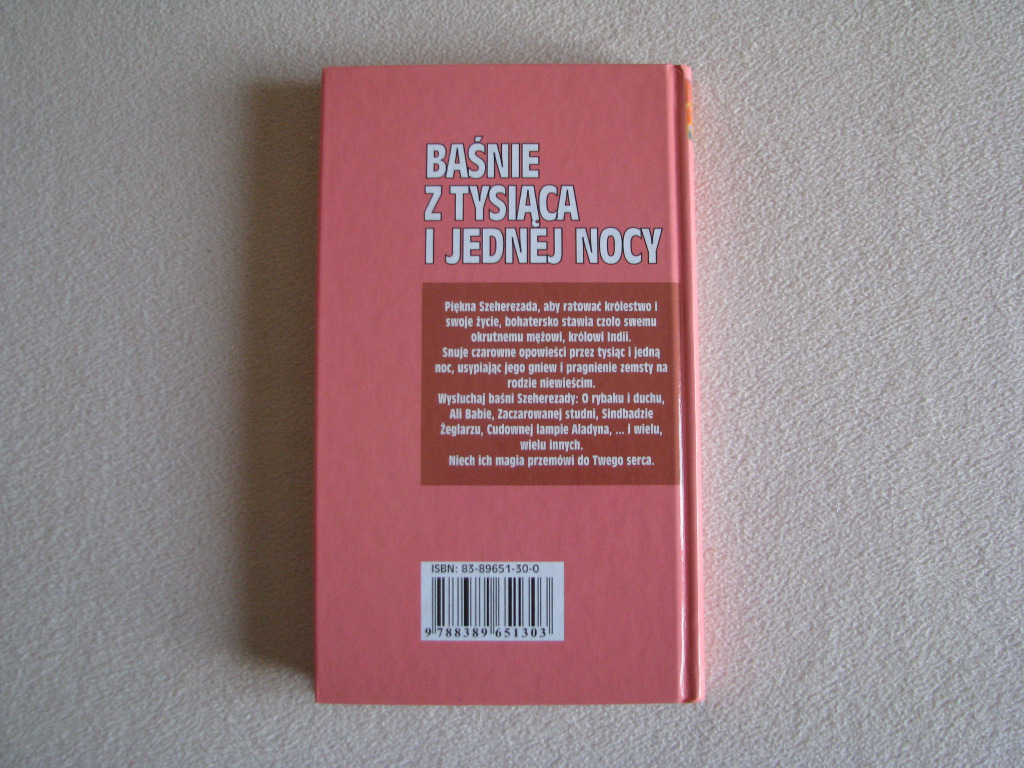 BAŚNIE
Z TYSIĄCA
I JEDNEJ NOCY
Piękna Szeherezada, aby ratować królestwo i
swoje życie, bohatersko stawia czoło swemu
okrutnemu mężowi, królowi Indii.
Snuje czarowne opowieści przez tysiąc i jedną
noc, usypiając jego gniew i pragnienie zemsty na
rodzie niewieścim.
Wysłuchaj baśni Szeherezady: O rybaku i duchu,
Ali Babie, Zaczarowanej studni, Sindbadzie
Żeglarzu, Cudownej lampie Aladyna, ... i wielu,
wielu innych.
Niech ich magia przemówi do Twego serca.
ISBN: 83-89651-30-0
9 788389 651303